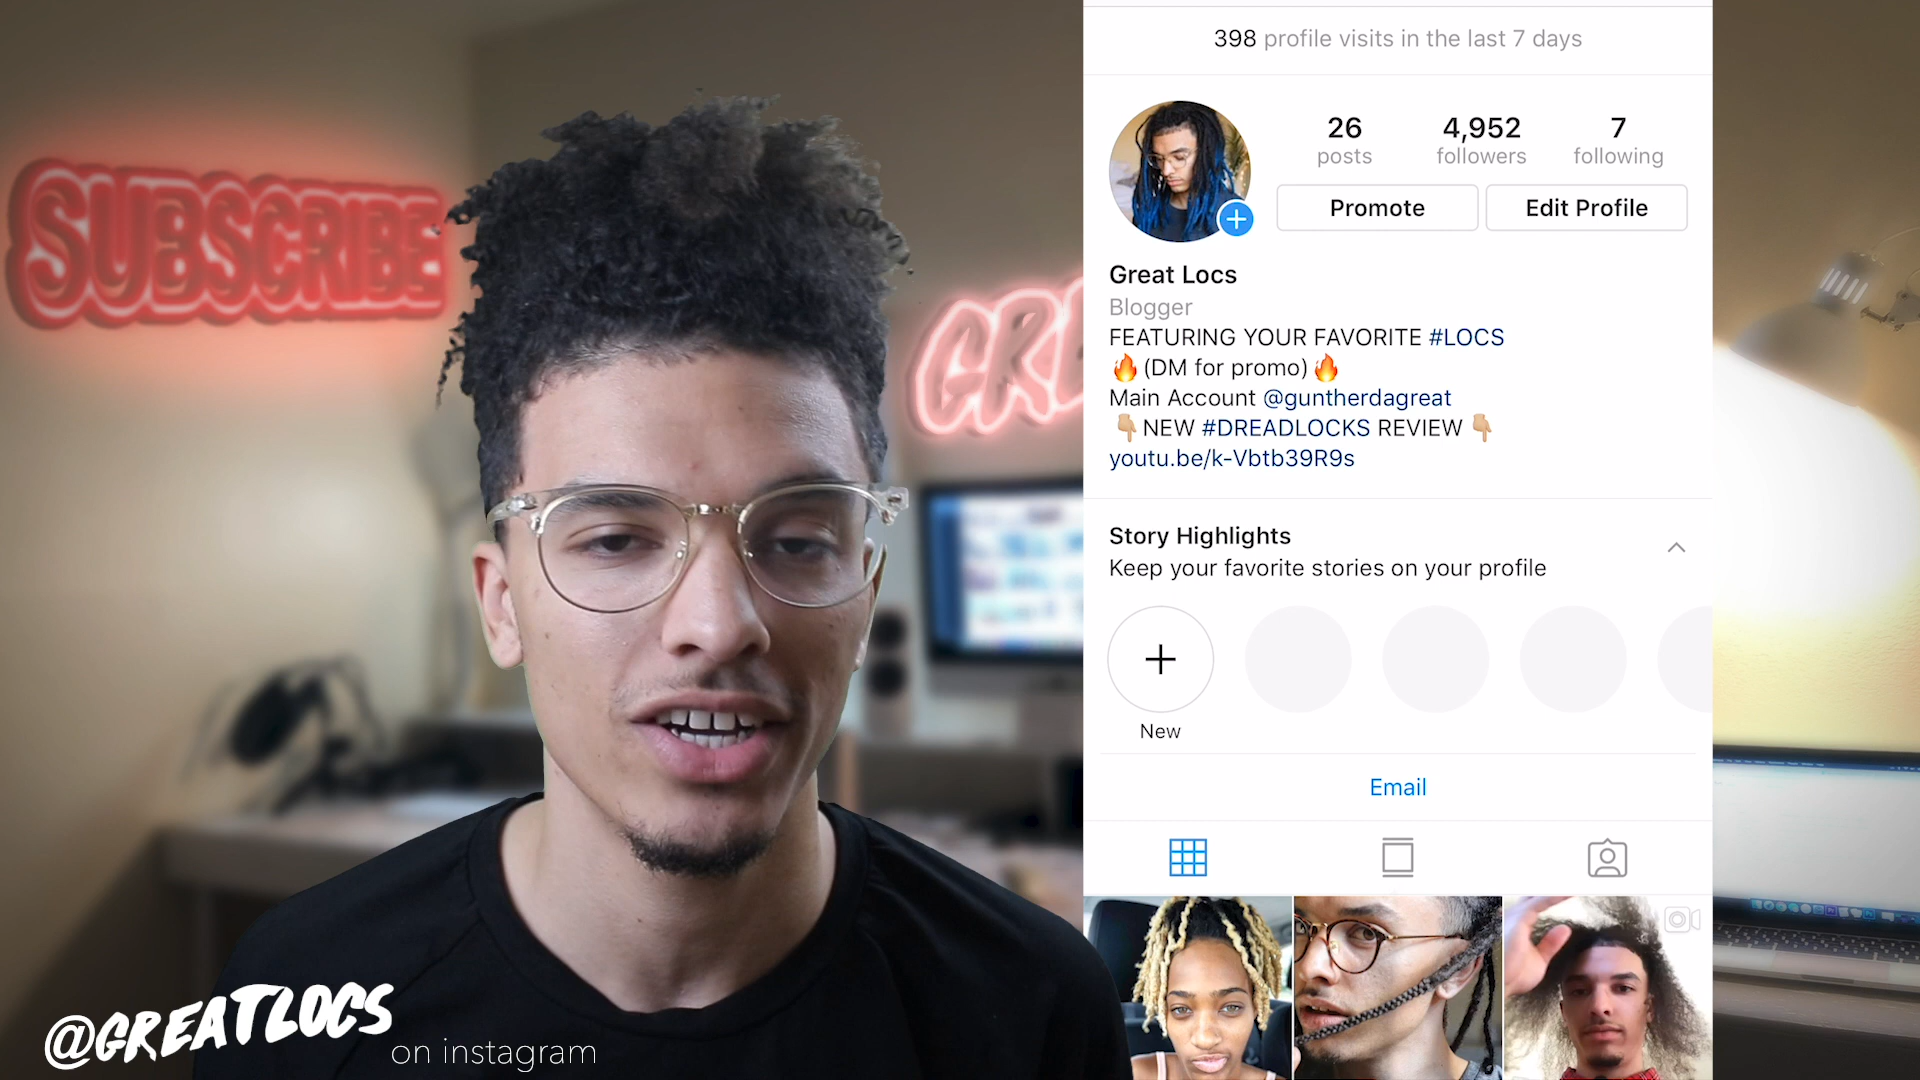 SUBSCRIBE
398 profile visits in the last 7 days
26 4,952 7
posts followers following
Promote Edit Profile
Great Locs
Blogger
FEATURING YOUR FAVORITE #LOCS
🔥(DM for promo)🔥
Main Account @guntherdagreat
👇🏼NEW #DREADLOCKS REVIEW👇🏼
youtu.be/k-Vbtb39R9s
Story Highlights
Keep your favorite stories on your profile
New
Email
@GREATLOCS
on instagram